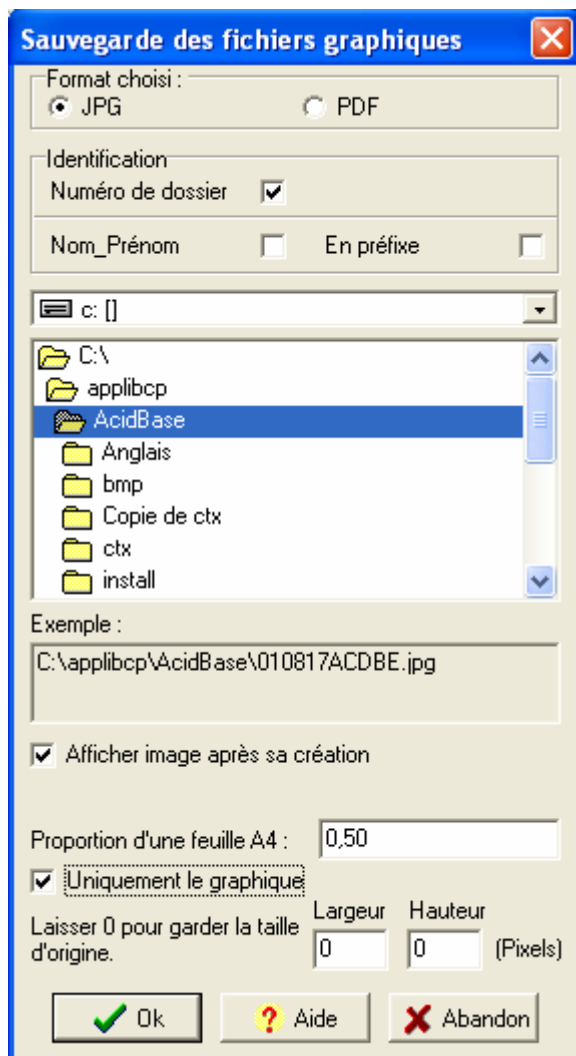 Sauvegarde des fichiers graphiques
Format choisi :
JPG PDF
Identification
Numéro de dossier
Nom_Prénom En préfixe
c: []
C:\
applibcp
AcidBase
Anglais
bmp
Copie de ctx
ctx
install
Exemple :
C:\applibcp\AcidBase\010817ACDBE.jpg
Afficher image après sa création
Proportion d'une feuille A4 : 0,50
Uniquement le graphique
Largeur Hauteur
Laisser 0 pour garder la taille
d'origine. 0 0 (Pixels)
Ok Aide Abandon